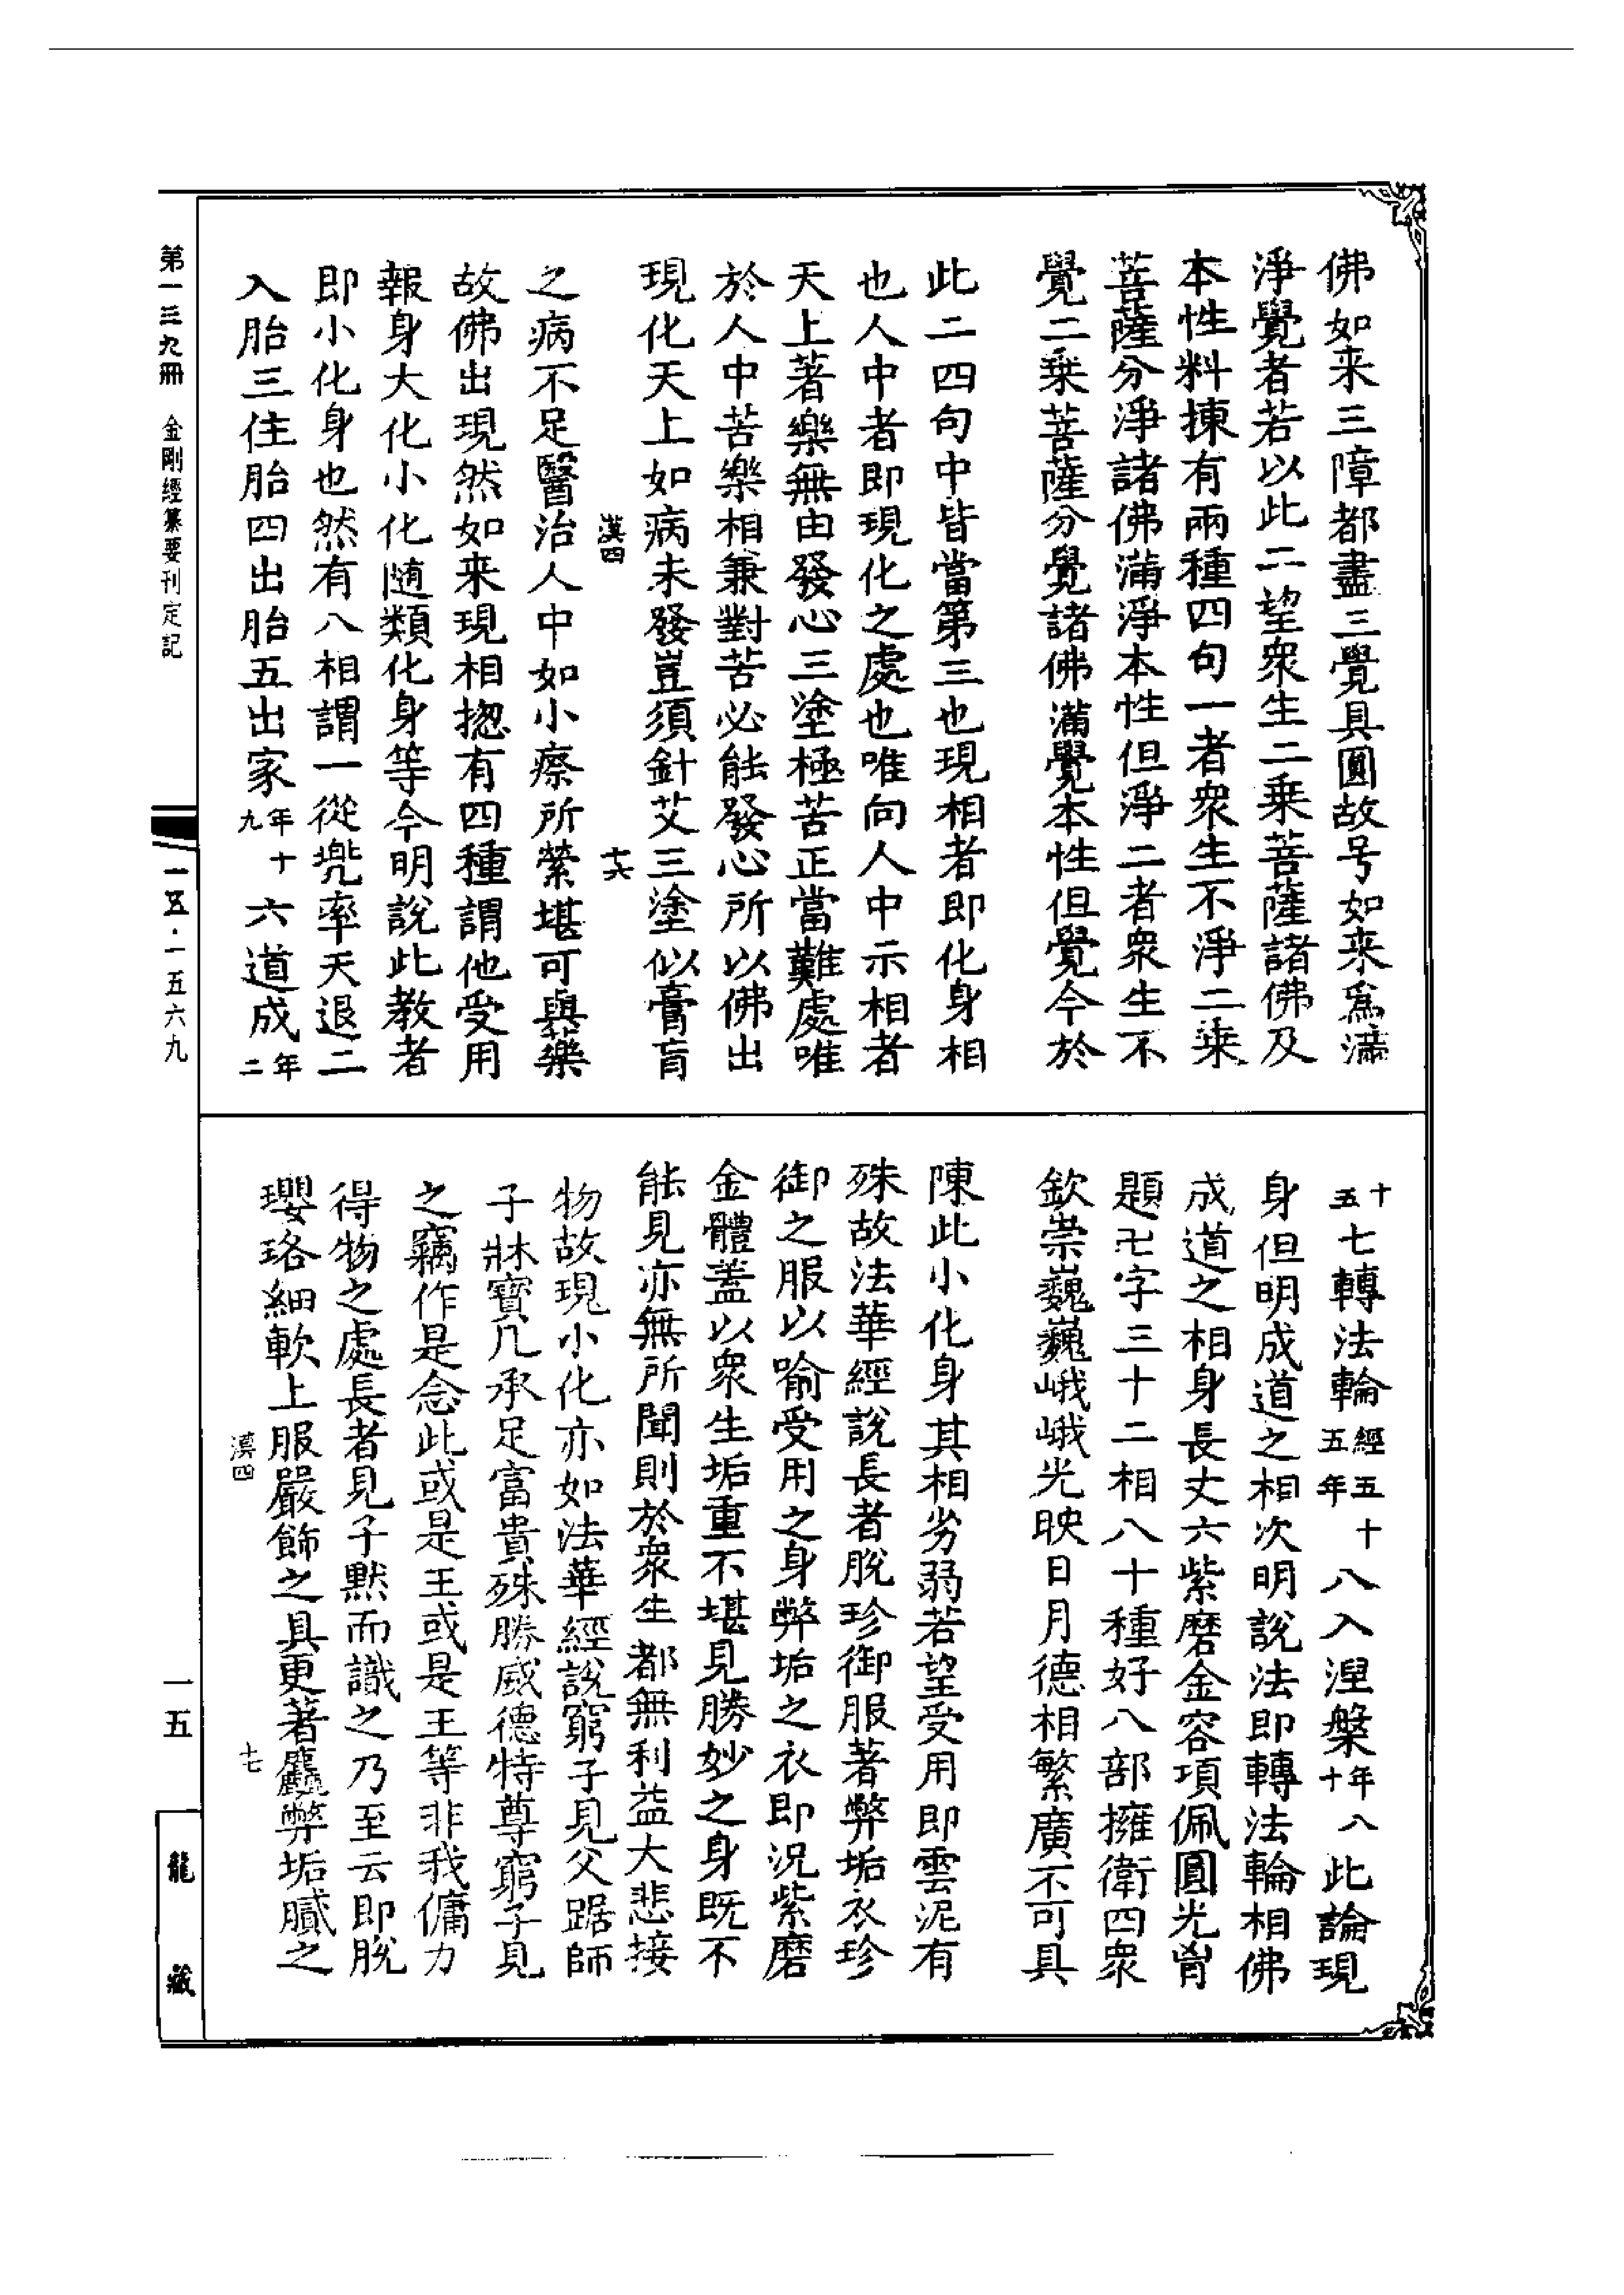 佛如来三障都盡三覺具圓故号如来爲滿
淨覺者若以此二望衆生二乗菩薩諸佛及
本性料揀有兩種四句一者衆生不淨二乗
菩薩分淨諸佛滿淨本性但淨二者衆生不
覺二乗菩薩分覺諸佛滿覺本性但覺今於
此二四句中皆當第三也現相者即化身相
也人中者即現化之處也唯向人中示相者
天上著樂無由發心三塗極苦正當難處唯
於人中苦樂相兼對苦必能發心所以佛出
現化天上如病未發豈須針艾三塗似膏肓
漢四 十六
之病不足醫治人中如小瘵所縈堪可與藥
故佛出現然如来現相揔有四種謂他受用
報身大化小化随類化身等今明說此教者
即小化身也然有八相謂一從兠率天退二
入胎三住胎四出胎五出家年十九六道成年二
十五七轉法輪經五十五年八入涅槃年八十此論現
身但明成道之相次明說法即轉法輪相佛
成道之相身長丈六紫磨金容項佩圓光胷
題卍字三十二相八十種好八部擁衛四衆
欽崇巍巍峨峨光映日月德相繁廣不可具
陳此小化身其相劣弱若望受用即雲泥有
殊故法華經說長者脫珍御服著弊垢衣珍
御之服以喻受用之身弊垢之衣即況紫磨
金體蓋以衆生垢重不堪見勝妙之身既不
能見亦無所聞則於衆生都無利益大悲接
物故現小化亦如法華經說窮子見父踞師
子牀寶几承足富貴殊勝威德特尊窮子見
之竊作是念此或是王或是王等非我傭力
得物之處長者見子默而識之乃至云即脫
瓔珞細軟上服嚴飾之具更著麤弊垢膩之
漢四 十七
第一三九冊 金剛經纂要刊定記
一五·一五六九
一五
龍藏